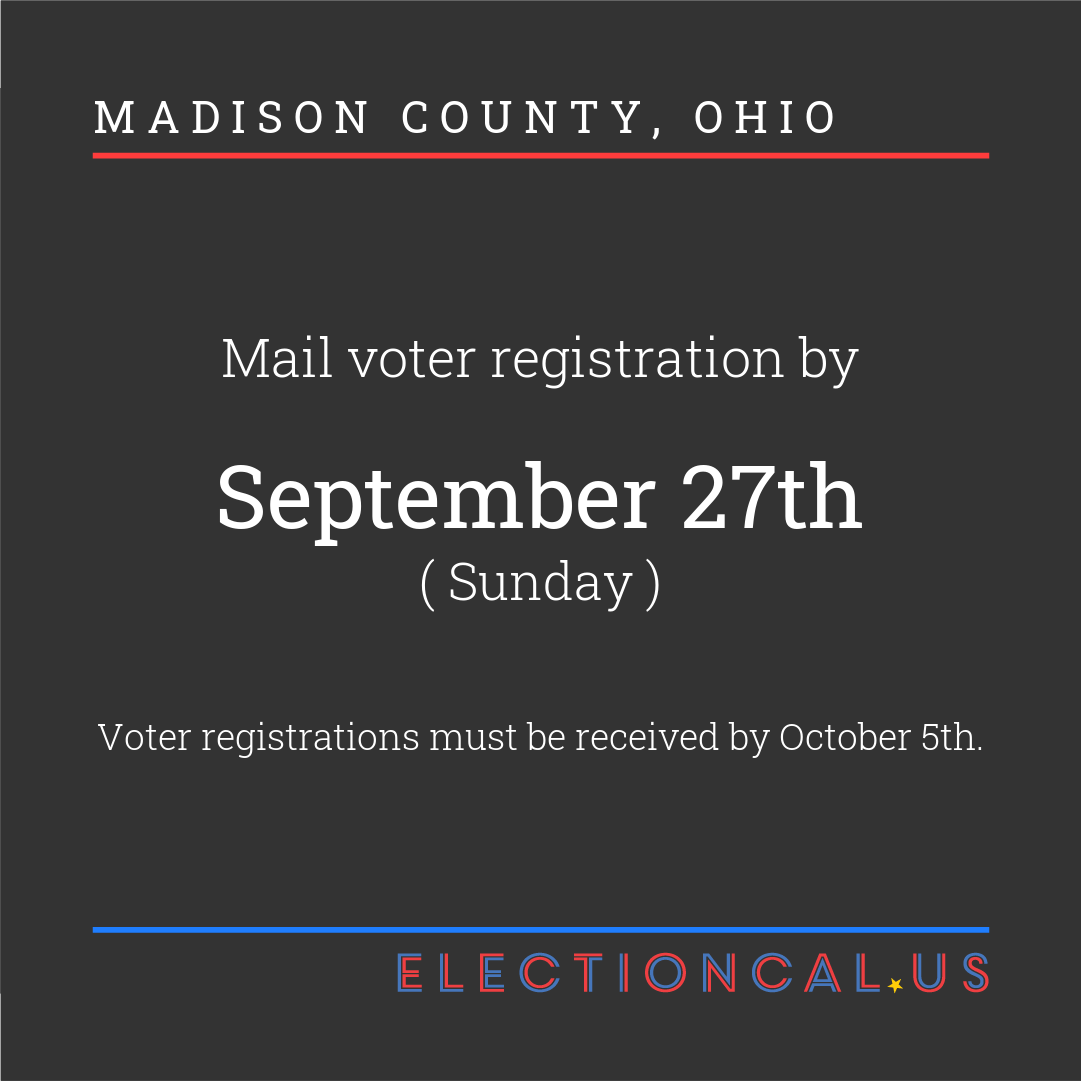 MADISON COUNTY, OHIO
Mail voter registration by
September 27th
( Sunday )
Voter registrations must be received by October 5th.
ELECTIONCAL.US